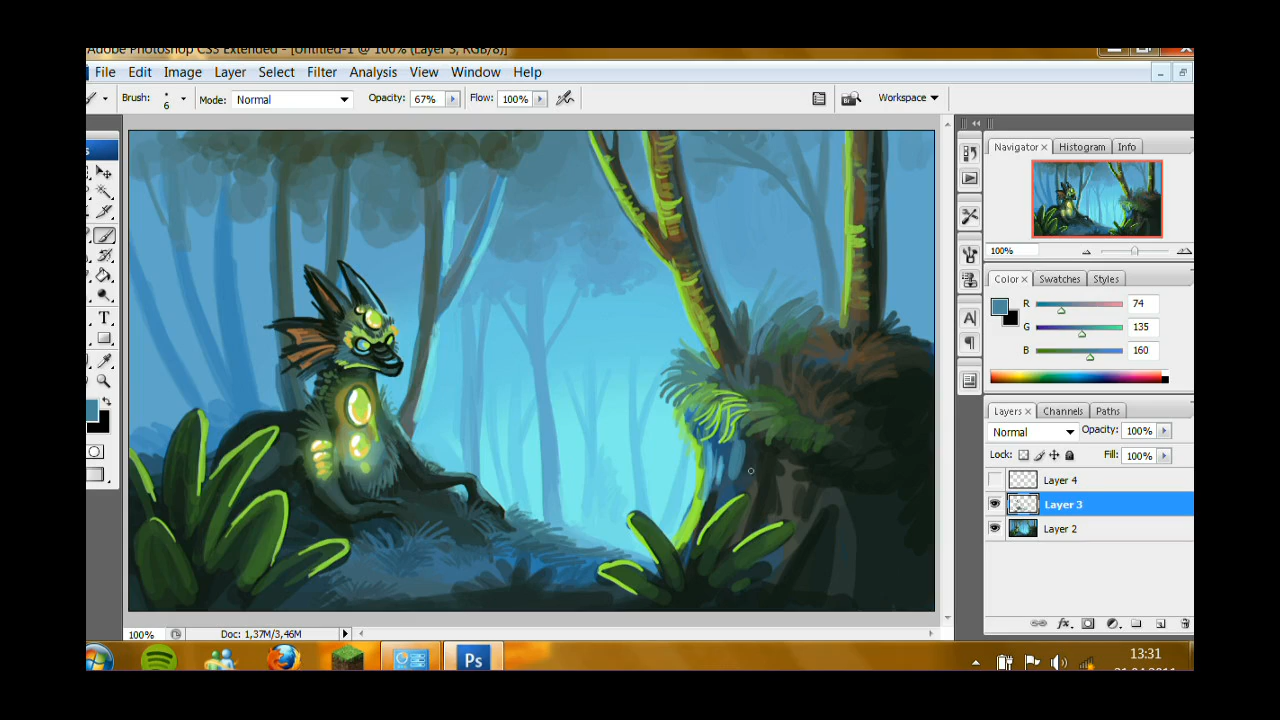 Adobe Photoshop CS3 Extended - [Untitled-1 @ 100% (Layer 3, RGB/8)]
File Edit Image Layer Select Filter Analysis View Window Help
Brush: 6 Mode: Normal Opacity: 67% Flow: 100% Workspace
Navigator × Histogram Info
100%
Color × Swatches Styles
R 74
G 135
B 160
Layers × Channels Paths
Normal Opacity: 100%
Lock: Fill: 100%
Layer 4
Layer 3
Layer 2
100% Doc: 1,37M/3,46M
Ps
13:31